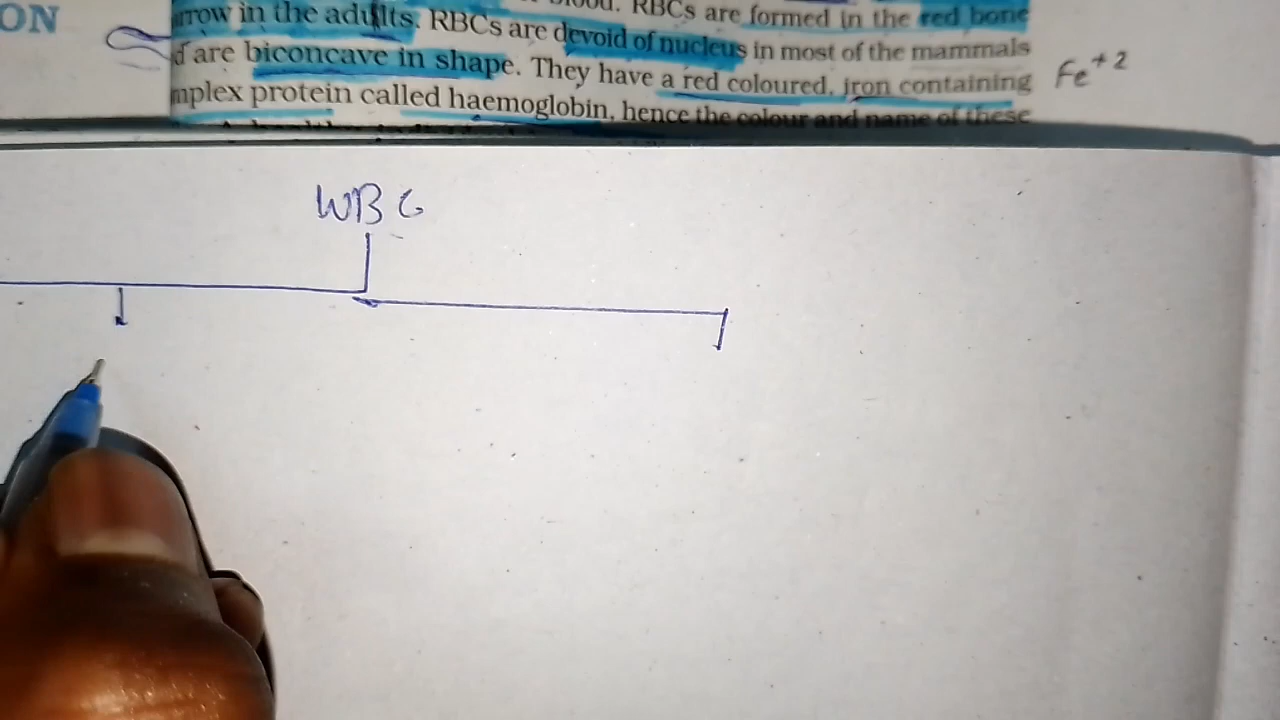 ON
blood. RBCs are formed in the red bone
in the adults. RBCs are devoid of nucleus in most of the mammals
are biconcave in shape. They have a red coloured, iron containing
Fe+2
protein called haemoglobin, hence the colour and name of these
WBC